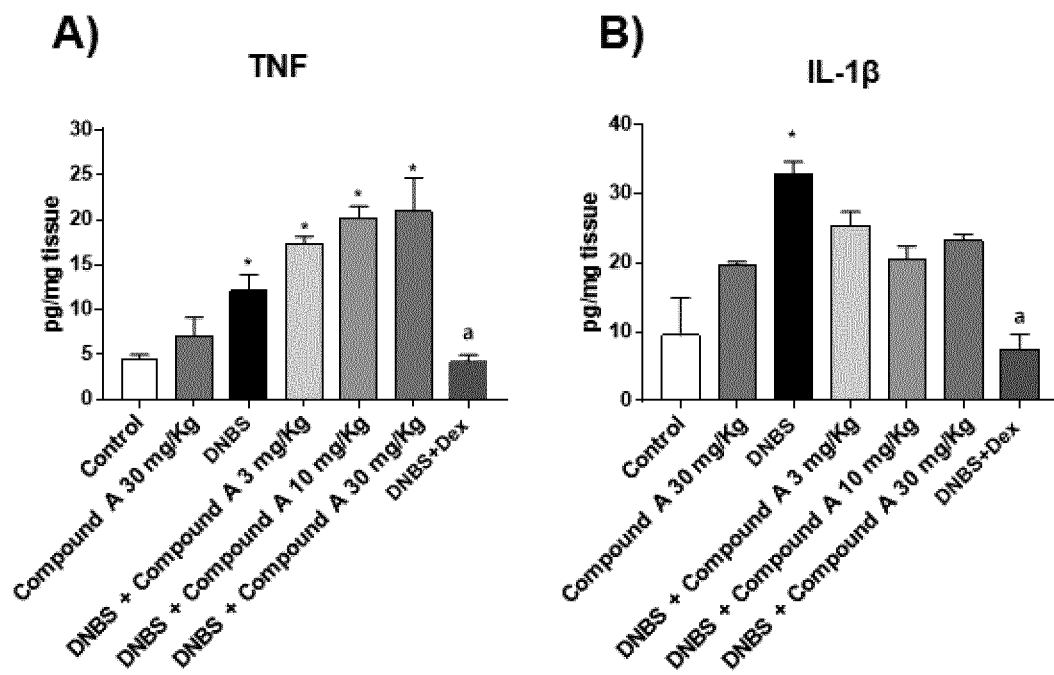 A)
TNF
pg/mg tissue
30
25
20
15
10
5
0
*
*
*
*
a
Control
Compound A 30 mg/Kg
DNBS
DNBS + Compound A 3 mg/Kg
DNBS + Compound A 10 mg/Kg
DNBS + Compound A 30 mg/Kg
DNBS+Dex
B)
IL-1β
pg/mg tissue
40
30
20
10
0
*
a
Control
Compound A 30 mg/Kg
DNBS
DNBS + Compound A 3 mg/Kg
DNBS + Compound A 10 mg/Kg
DNBS + Compound A 30 mg/Kg
DNBS+Dex